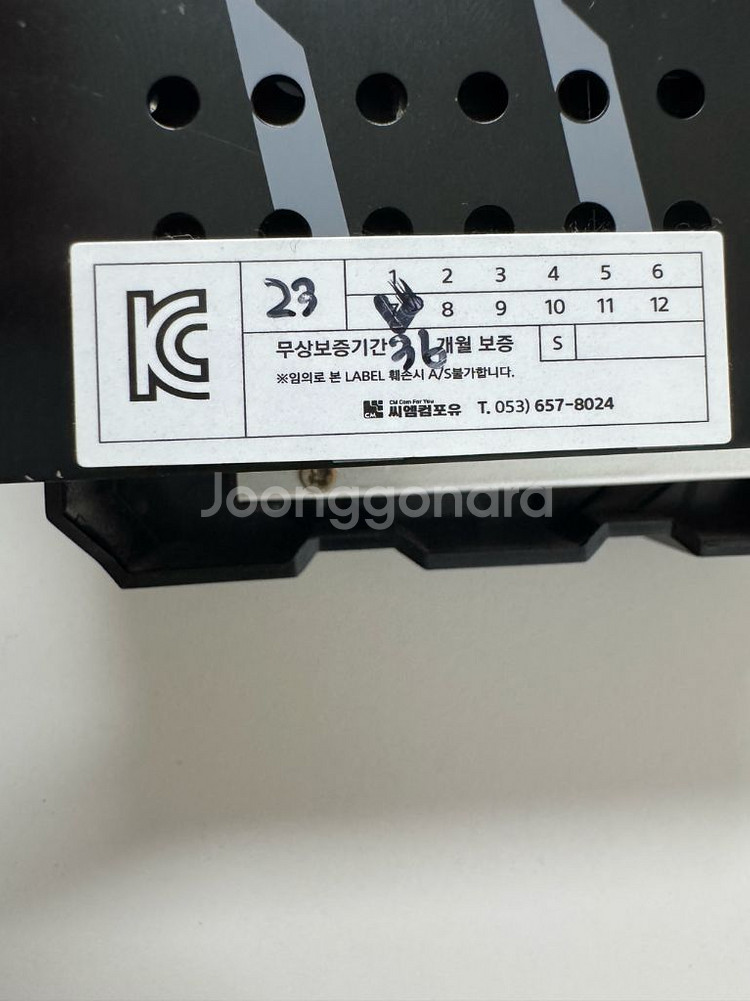 KC
23
1 2 3 4 5 6
7 8 9 10 11 12
무상보증기간 36 개월 보증 S
※임의로 본 LABEL 훼손시 A/S불가합니다.
CM Com For You
CM 씨엠컴포유 T. 053) 657-8024
Joonggonara